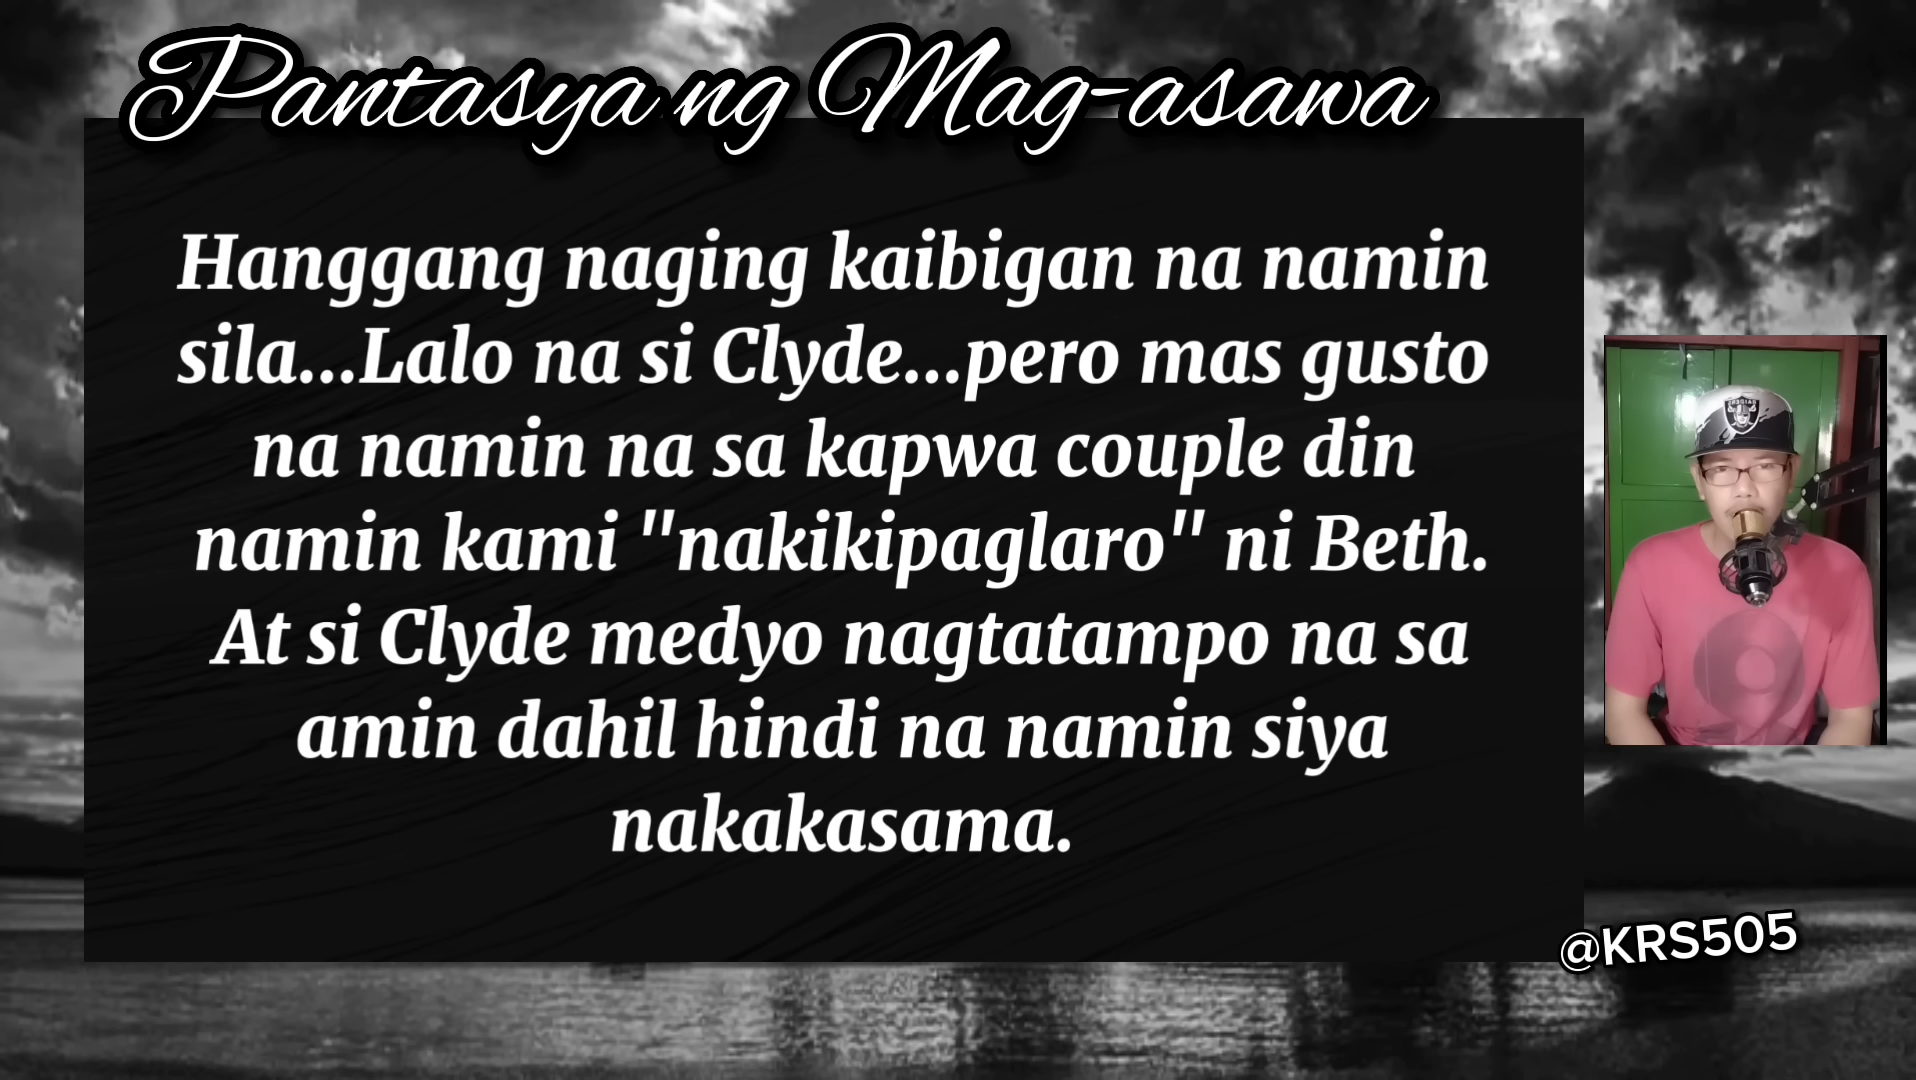 Pantasya ng Mag-asawa
Hanggang naging kaibigan na namin
sila...Lalo na si Clyde...pero mas gusto
na namin na sa kapwa couple din
namin kami "nakikipaglaro" ni Beth.
At si Clyde medyo nagtatampo na sa
amin dahil hindi na namin siya
nakakasama.
@KRS505